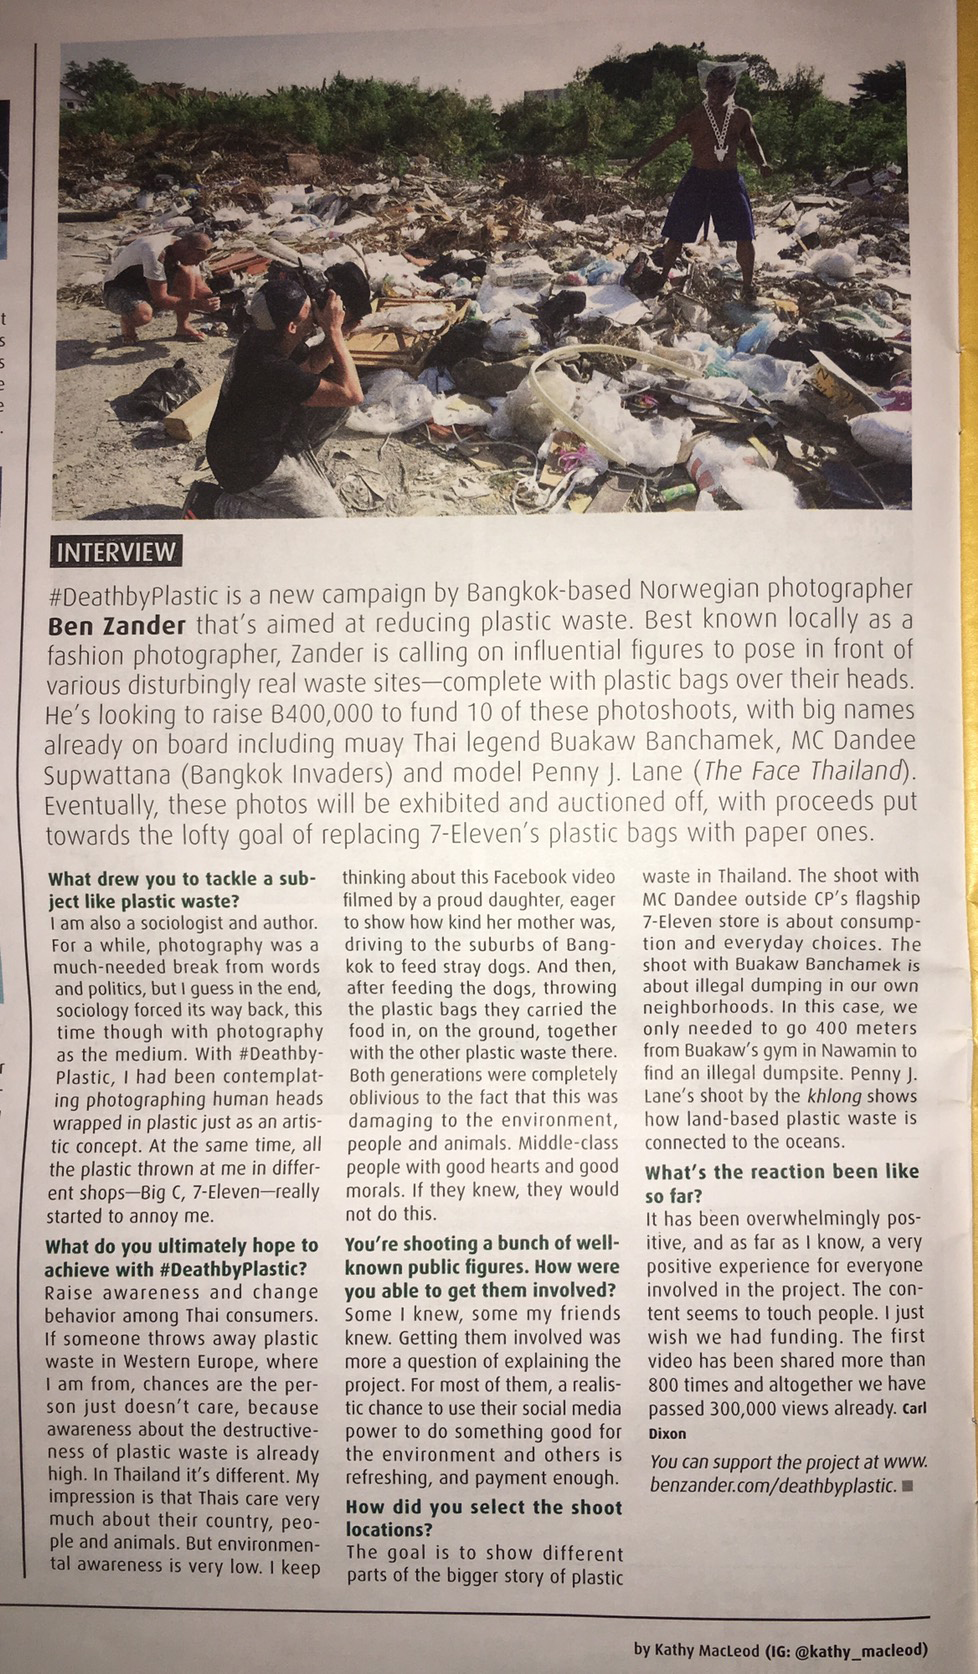 INTERVIEW
#DeathbyPlastic is a new campaign by Bangkok-based Norwegian photographer
Ben Zander that's aimed at reducing plastic waste. Best known locally as a
fashion photographer, Zander is calling on influential figures to pose in front of
various disturbingly real waste sites—complete with plastic bags over their heads.
He's looking to raise B400,000 to fund 10 of these photoshoots, with big names
already on board including muay Thai legend Buakaw Banchamek, MC Dandee
Supwattana (Bangkok Invaders) and model Penny J. Lane (The Face Thailand).
Eventually, these photos will be exhibited and auctioned off, with proceeds put
towards the lofty goal of replacing 7-Eleven's plastic bags with paper ones.
What drew you to tackle a sub-
ject like plastic waste?
I am also a sociologist and author.
For a while, photography was a
much-needed break from words
and politics, but I guess in the end,
sociology forced its way back, this
time though with photography
as the medium. With #Deathby-
Plastic, I had been contemplat-
ing photographing human heads
wrapped in plastic just as an artis-
tic concept. At the same time, all
the plastic thrown at me in differ-
ent shops—Big C, 7-Eleven—really
started to annoy me.
What do you ultimately hope to
achieve with #DeathbyPlastic?
Raise awareness and change
behavior among Thai consumers.
If someone throws away plastic
waste in Western Europe, where
I am from, chances are the per-
son just doesn't care, because
awareness about the destructive-
ness of plastic waste is already
high. In Thailand it's different. My
impression is that Thais care very
much about their country, peo-
ple and animals. But environmen-
tal awareness is very low. I keep
thinking about this Facebook video
filmed by a proud daughter, eager
to show how kind her mother was,
driving to the suburbs of Bang-
kok to feed stray dogs. And then,
after feeding the dogs, throwing
the plastic bags they carried the
food in, on the ground, together
with the other plastic waste there.
Both generations were completely
oblivious to the fact that this was
damaging to the environment,
people and animals. Middle-class
people with good hearts and good
morals. If they knew, they would
not do this.
You're shooting a bunch of well-
known public figures. How were
you able to get them involved?
Some I knew, some my friends
knew. Getting them involved was
more a question of explaining the
project. For most of them, a realis-
tic chance to use their social media
power to do something good for
the environment and others is
refreshing, and payment enough.
How did you select the shoot
locations?
The goal is to show different
parts of the bigger story of plastic
waste in Thailand. The shoot with
MC Dandee outside CP's flagship
7-Eleven store is about consump-
tion and everyday choices. The
shoot with Buakaw Banchamek is
about illegal dumping in our own
neighborhoods. In this case, we
only needed to go 400 meters
from Buakaw's gym in Nawamin to
find an illegal dumpsite. Penny J.
Lane's shoot by the khlong shows
how land-based plastic waste is
connected to the oceans.
What's the reaction been like
so far?
It has been overwhelmingly pos-
itive, and as far as I know, a very
positive experience for everyone
involved in the project. The con-
tent seems to touch people. I just
wish we had funding. The first
video has been shared more than
800 times and altogether we have
passed 300,000 views already. Carl
Dixon
You can support the project at www.
benzander.com/deathbyplastic.
by Kathy MacLeod (IG: @kathy_macleod)